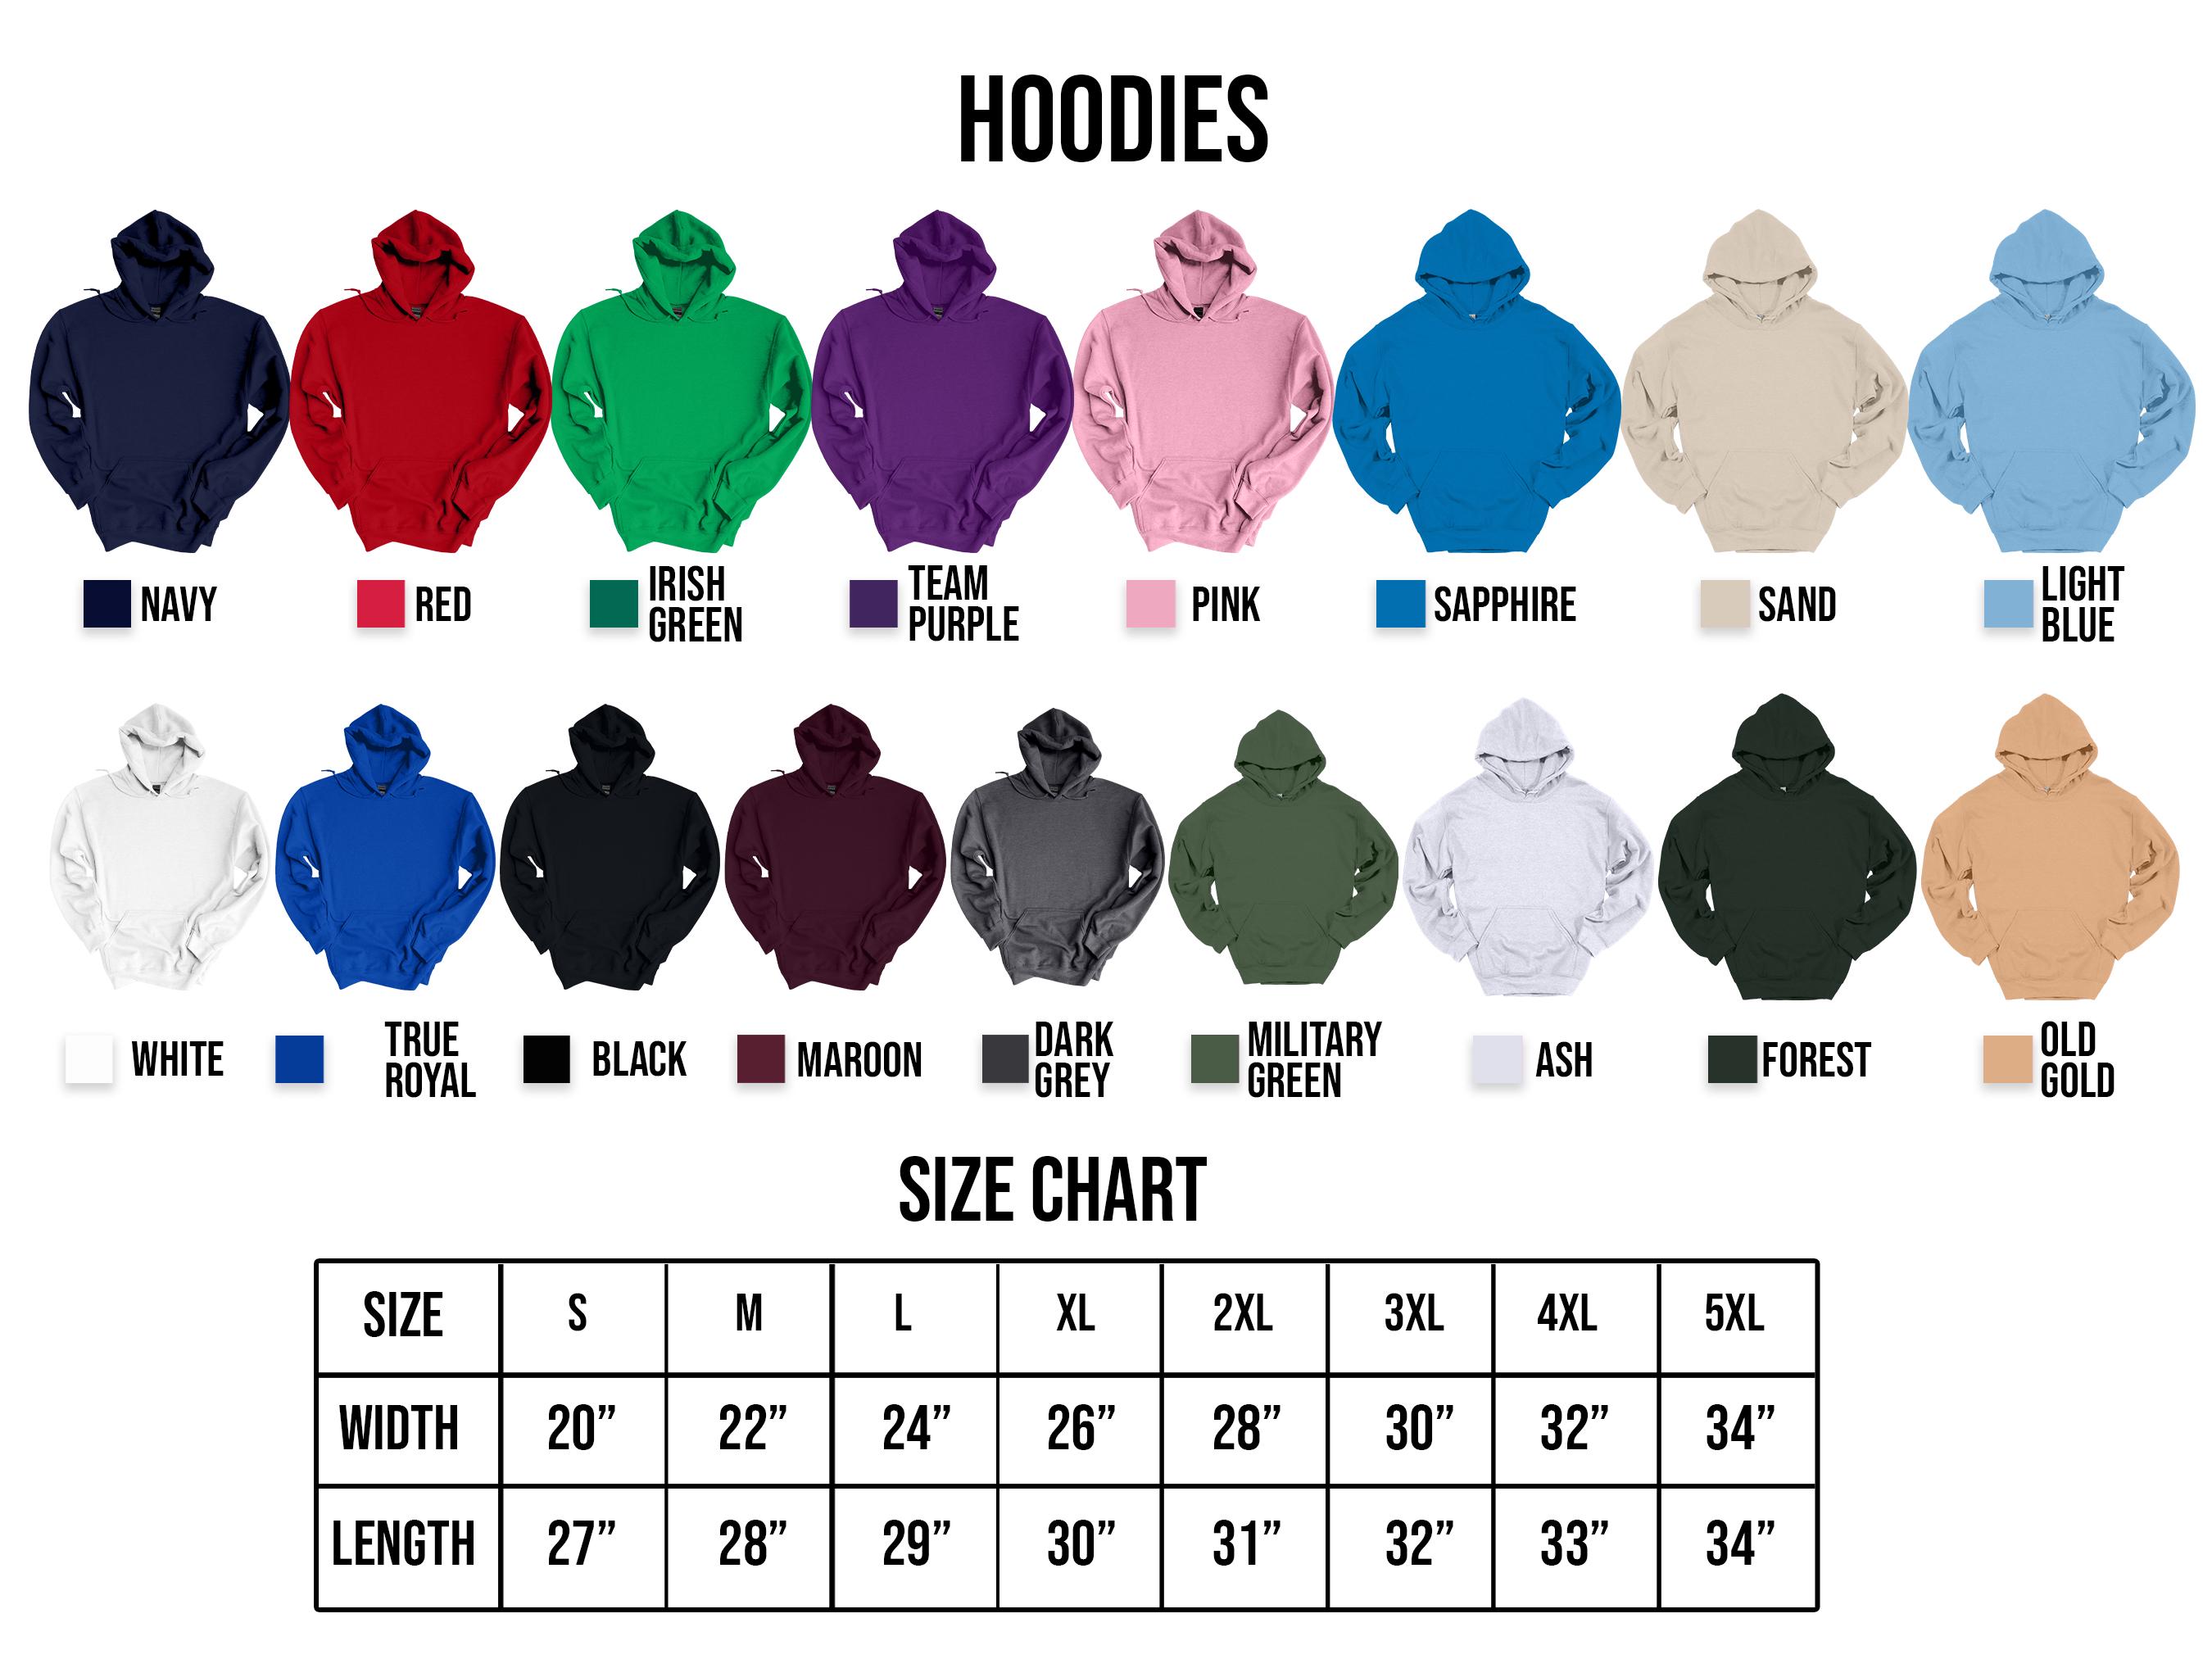 HOODIES
NAVY
RED
IRISH
GREEN
TEAM
PURPLE
PINK
SAPPHIRE
SAND
LIGHT
BLUE
WHITE
TRUE
ROYAL
BLACK
MAROON
DARK
GREY
MILITARY
GREEN
ASH
FOREST
OLD
GOLD
SIZE CHART
SIZE S M L XL 2XL 3XL 4XL 5XL
WIDTH 20” 22” 24” 26” 28” 30” 32” 34”
LENGTH 27” 28” 29” 30” 31” 32” 33” 34”